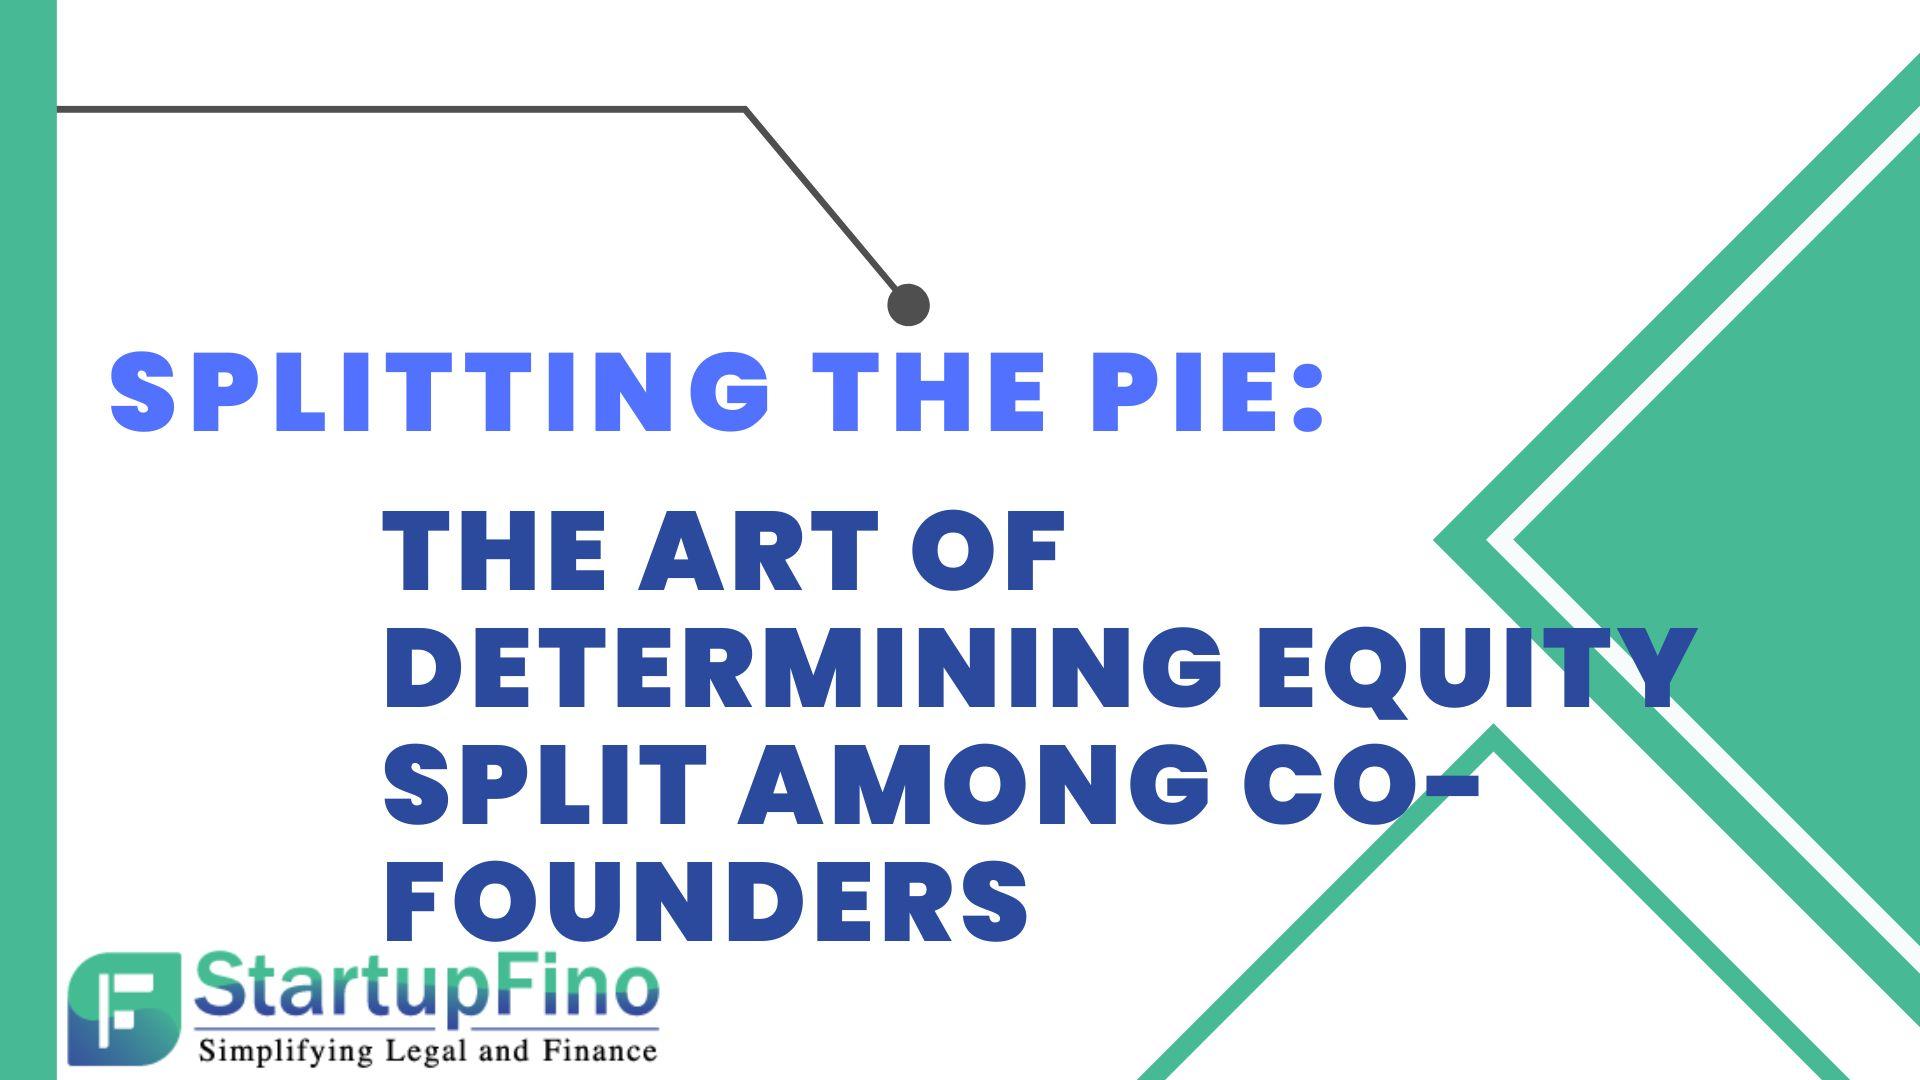 SPLITTING THE PIE:
THE ART OF
DETERMINING EQUITY
SPLIT AMONG CO-
FOUNDERS
StartupFino
Simplifying Legal and Finance